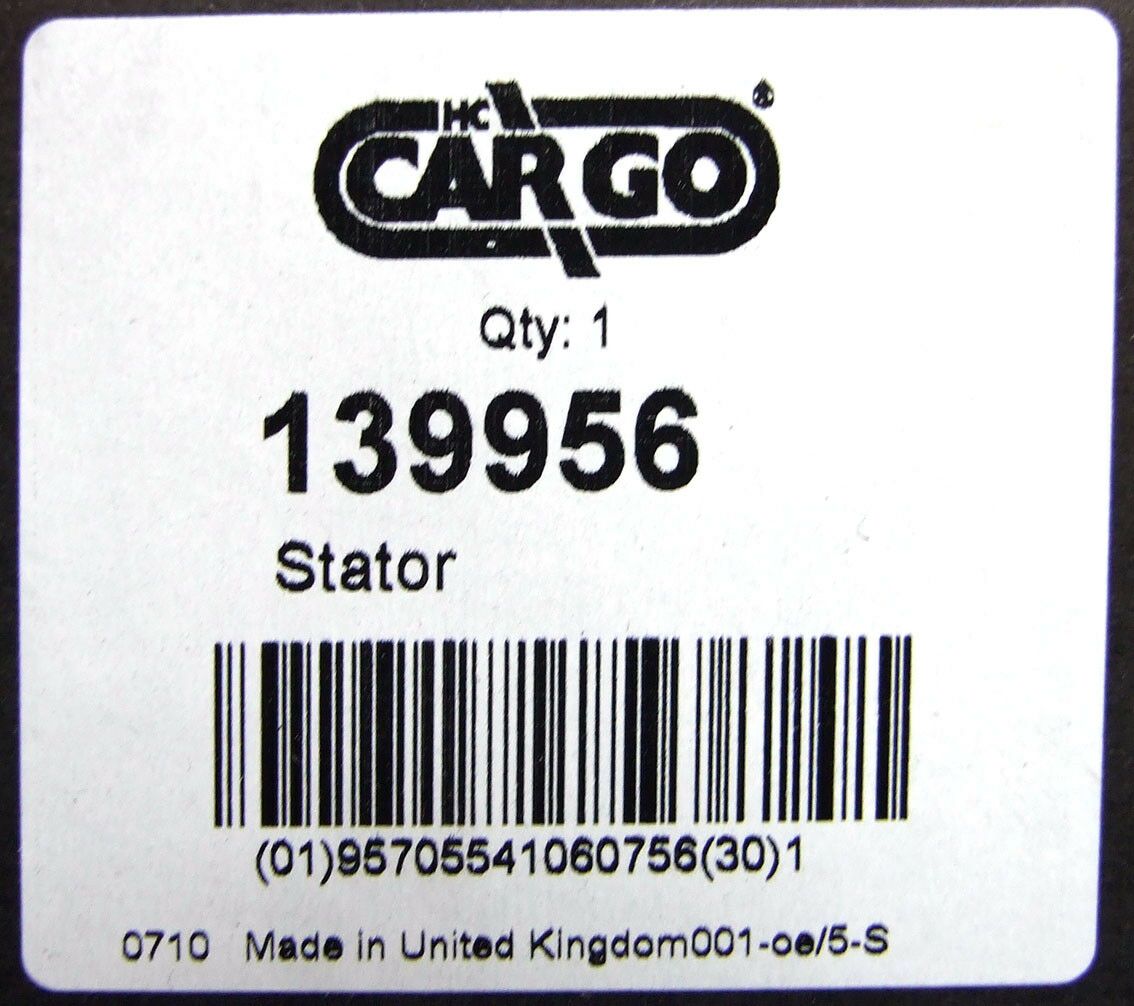 HC
CARGO®
Qty: 1
139956
Stator
(01)95705541060756(30)1
0710 Made in United Kingdom001-oe/5-S